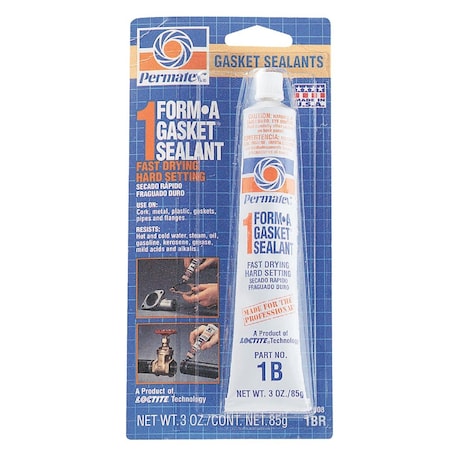 GASKET SEALANTS
Permatex
MADE IN
U.S.A.
1 FORM•A
GASKET®
SEALANT
FAST DRYING
HARD SETTING
SECADO RÁPIDO
FRAGUADO DURO
USE ON:
Cork, metal, plastic, gaskets,
pipes and flanges
RESISTS:
Hot and cold water, steam, oil,
gasoline, kerosene, grease,
mild acids and alkalis.
A Product of
LOCTITE Technology
NET WT. 3 OZ./CONT. NET. 85g
1BR
CAUTION:
Permatex
1 FORM•A
GASKET
SEALANT
FAST DRYING
HARD SETTING
SECADO RÁPIDO
FRAGUADO DURO
MADE FOR THE
PROFESSIONAL
A Product of
LOCTITE® Technology
PART NO.
1B
NET WT. 3 OZ./85g